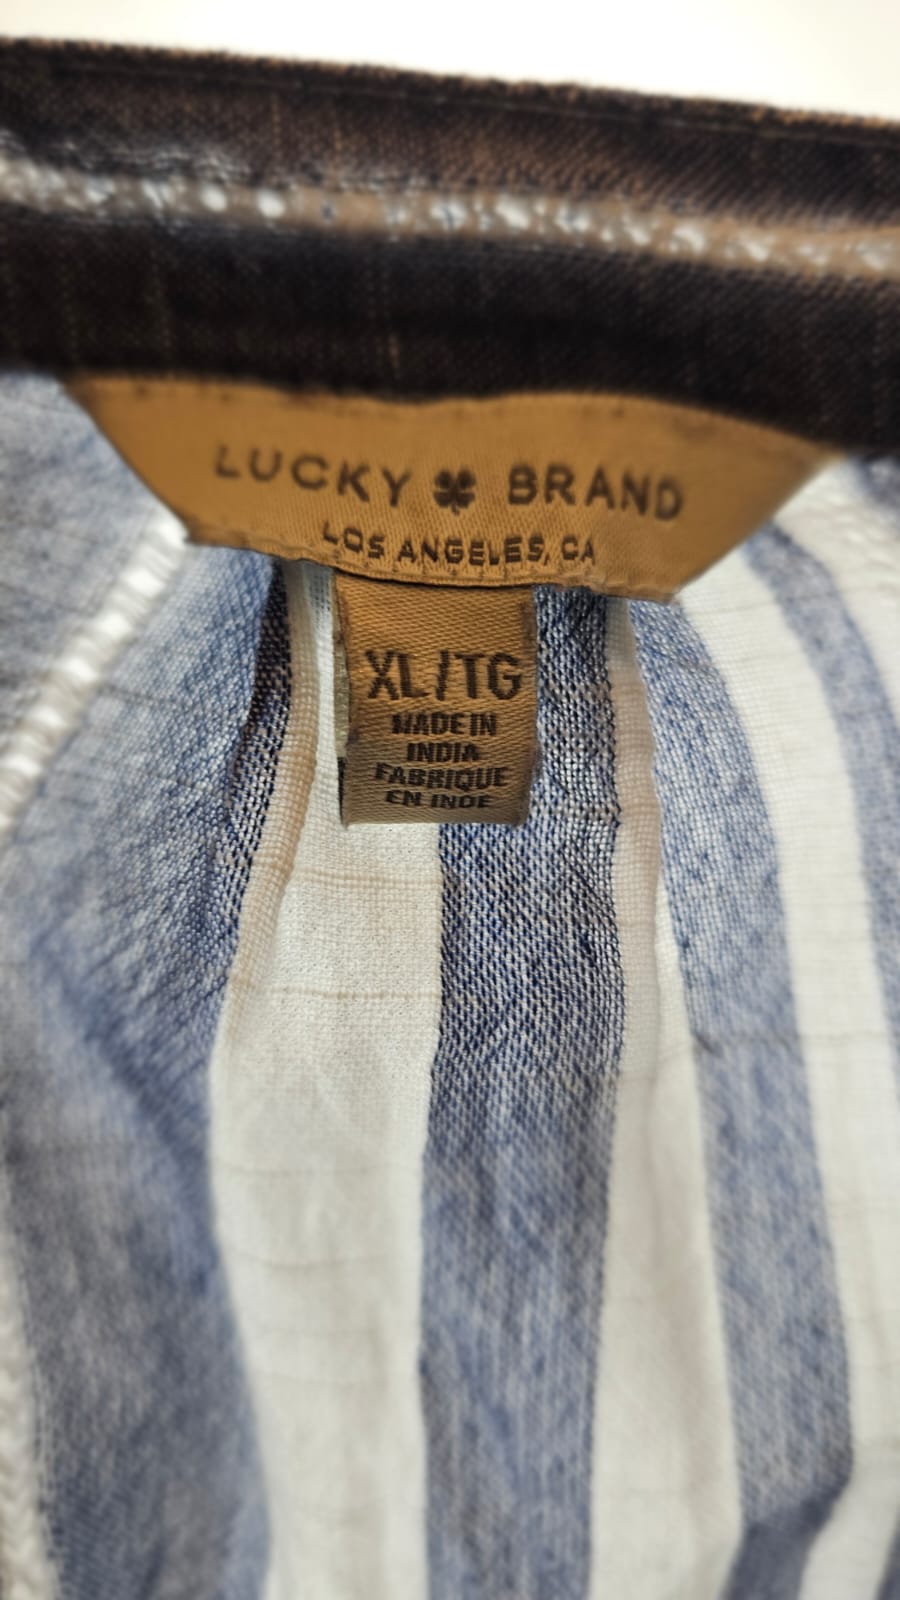 LUCKY BRAND
LOS ANGELES, CA
XL/TG
MADE IN
INDIA
FABRIQUE
EN INDE